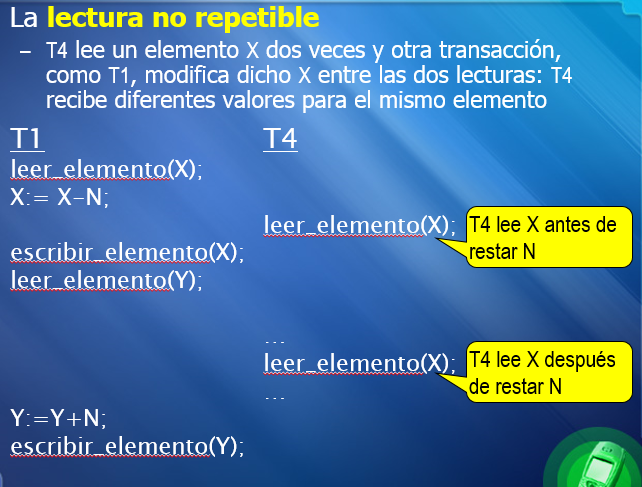 La lectura no repetible
– T4 lee un elemento X dos veces y otra transacción,
como T1, modifica dicho X entre las dos lecturas: T4
recibe diferentes valores para el mismo elemento
T1 T4
leer_elemento(X);
X:= X-N;
leer_elemento(X); T4 lee X antes de
restar N
escribir_elemento(X);
leer_elemento(Y);
...
leer_elemento(X); T4 lee X después
de restar N
...
Y:=Y+N;
escribir_elemento(Y);